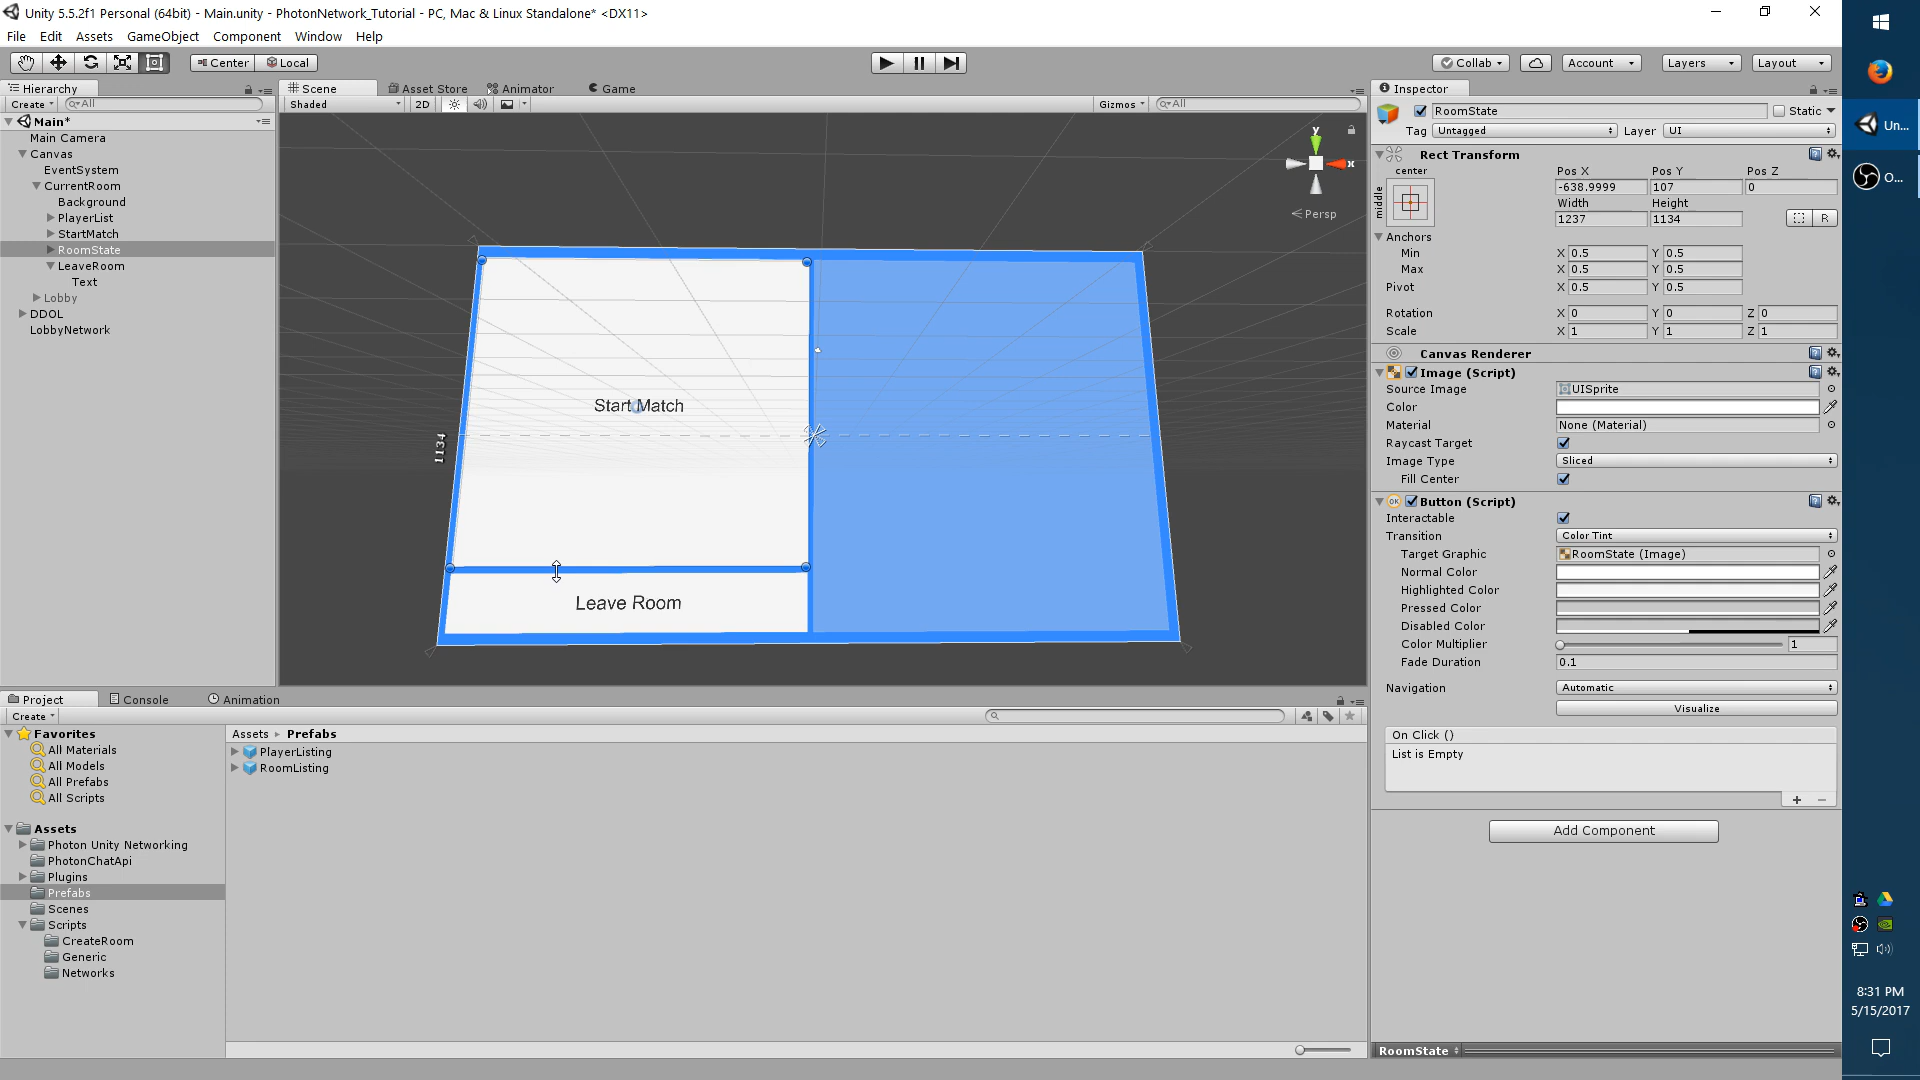 Unity 5.5.2f1 Personal (64bit) - Main.unity - PhotonNetwork_Tutorial - PC, Mac & Linux Standalone* <DX11>
File Edit Assets GameObject Component Window Help
Center Local
Collab Account Layers Layout
Hierarchy
Create All
Main*
Main Camera
Canvas
EventSystem
CurrentRoom
Background
PlayerList
StartMatch
RoomState
LeaveRoom
Text
Lobby
DDOL
LobbyNetwork
Scene Asset Store Animator Game
Shaded 2D Gizmos All
y
x
Persp
Start Match
1134
Leave Room
Inspector
RoomState Static
Tag Untagged Layer UI
Rect Transform
center
middle
Pos X Pos Y Pos Z
-638.9999 107 0
Width Height
1237 1134
R
Anchors
Min X 0.5 Y 0.5
Max X 0.5 Y 0.5
Pivot X 0.5 Y 0.5
Rotation X 0 Y 0 Z 0
Scale X 1 Y 1 Z 1
Canvas Renderer
Image (Script)
Source Image UISprite
Color
Material None (Material)
Raycast Target
Image Type Sliced
Fill Center
OK Button (Script)
Interactable
Transition Color Tint
Target Graphic RoomState (Image)
Normal Color
Highlighted Color
Pressed Color
Disabled Color
Color Multiplier 1
Fade Duration 0.1
Navigation Automatic
Visualize
On Click ()
List is Empty
+ −
Add Component
RoomState
Project Console Animation
Create
Favorites
All Materials
All Models
All Prefabs
All Scripts
Assets
Photon Unity Networking
PhotonChatApi
Plugins
Prefabs
Scenes
Scripts
CreateRoom
Generic
Networks
Assets Prefabs
PlayerListing
RoomListing
Un...
O...
8:31 PM
5/15/2017